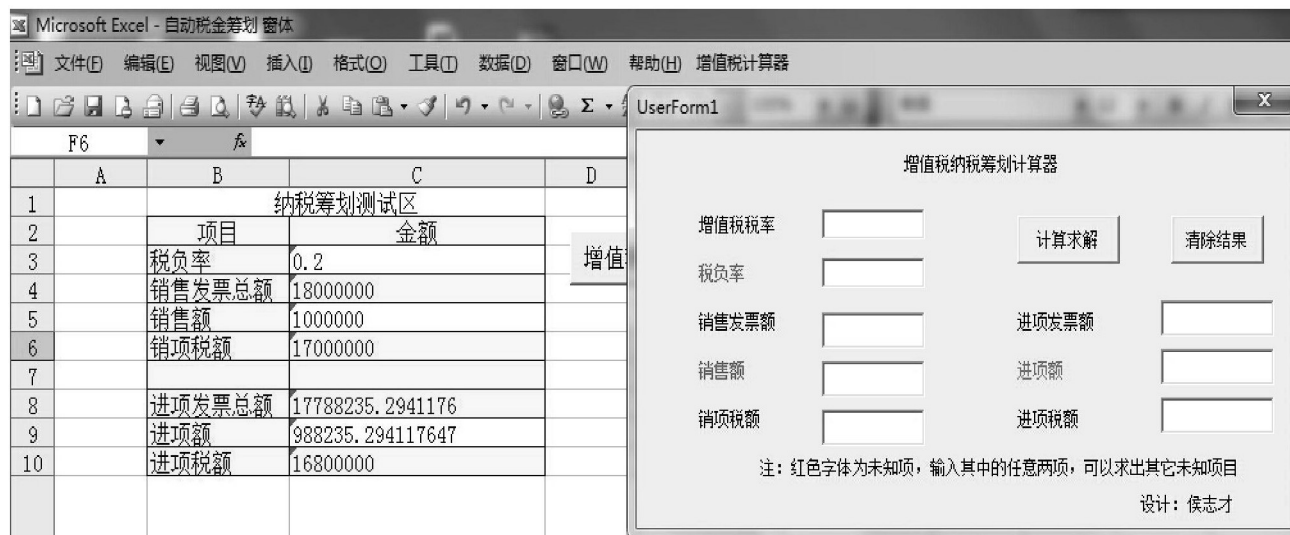 Microsoft Excel - 自动税金筹划 窗体
文件(F) 编辑(E) 视图(V) 插入(I) 格式(O) 工具(T) 数据(D) 窗口(W) 帮助(H) 增值税计算器
F6 fx
A B C D
1 纳税筹划测试区
2 项目 金额
3 税负率 0.2
增值
4 销售发票总额 18000000
5 销售额 1000000
6 销项税额 17000000
7
8 进项发票总额 17788235.2941176
9 进项额 988235.294117647
10 进项税额 16800000
UserForm1
增值税纳税筹划计算器
增值税税率 计算求解 清除结果
税负率
销售发票额 进项发票额
销售额 进项额
销项税额 进项税额
注：红色字体为未知项，输入其中的任意两项，可以求出其它未知项目
设计：侯志才